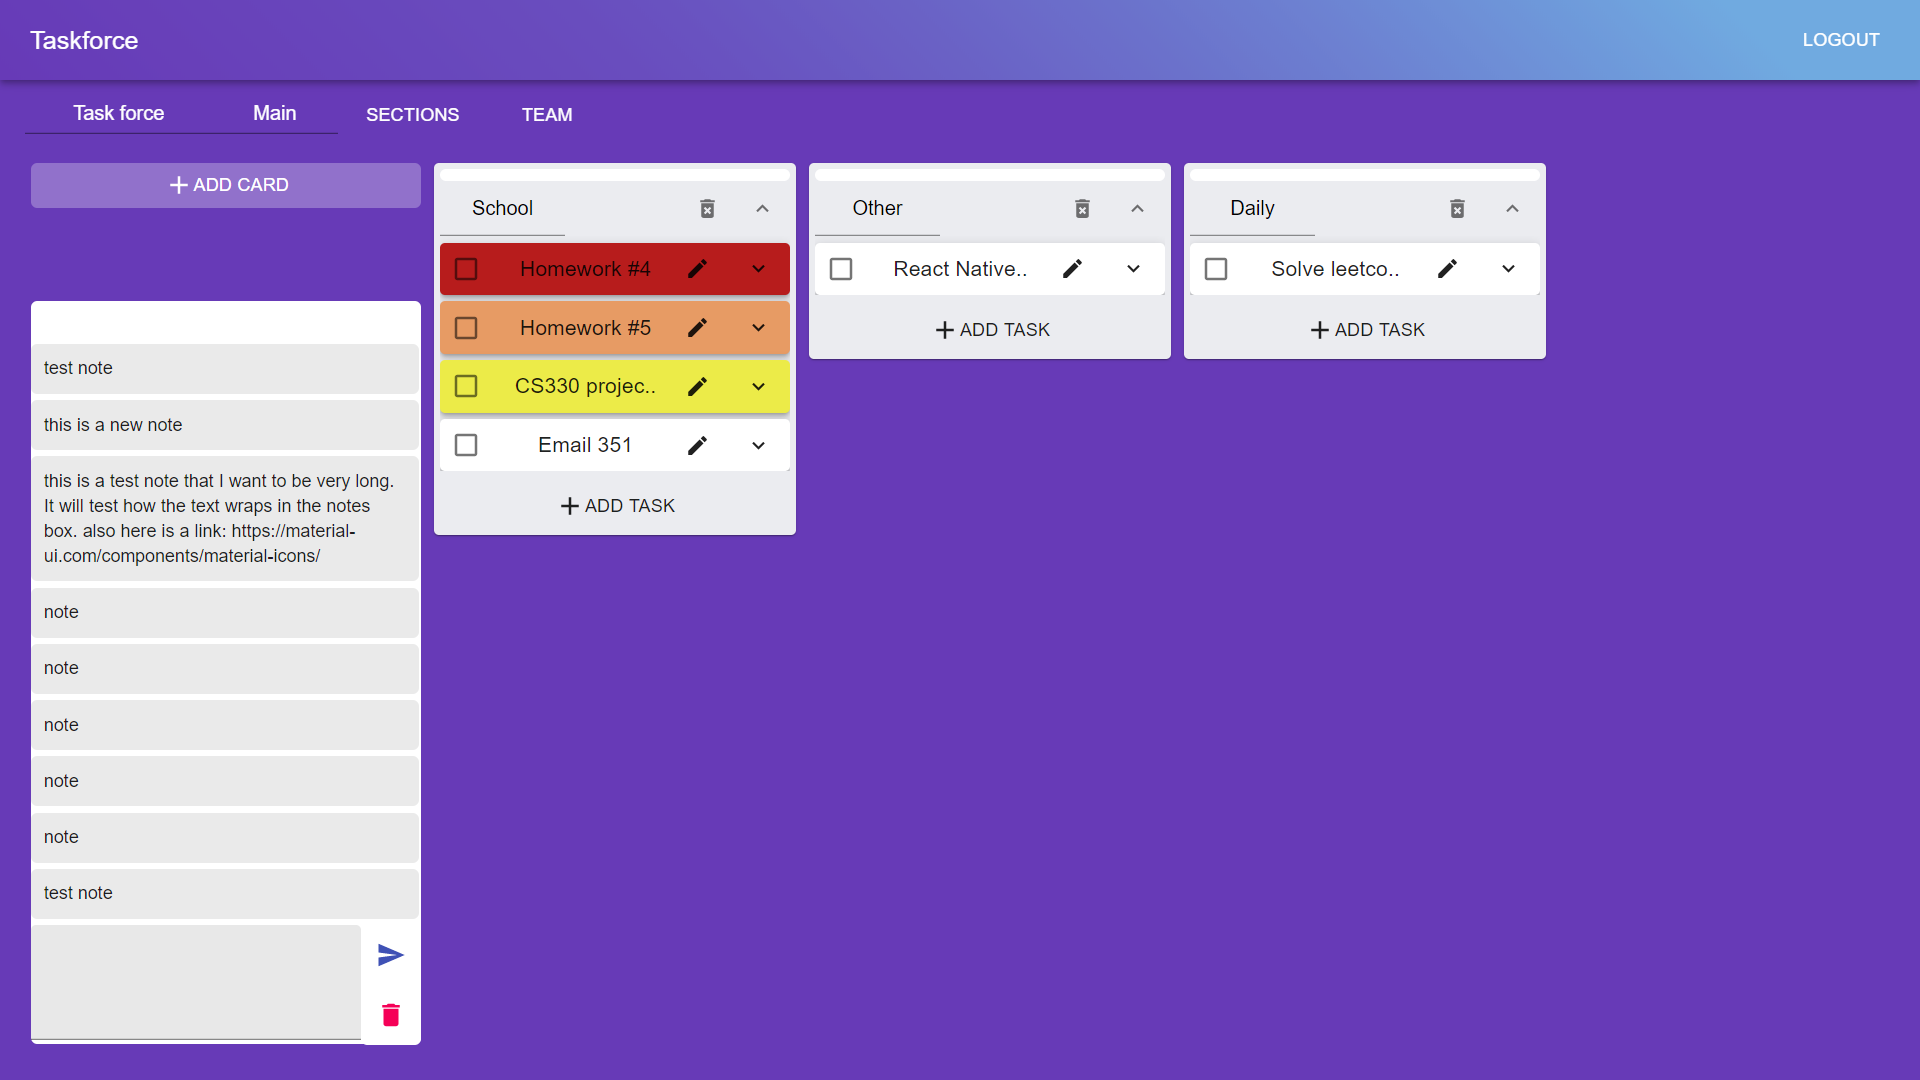 Taskforce
LOGOUT
Task force
Main
SECTIONS
TEAM
ADD CARD
test note
this is a new note
this is a test note that I want to be very long.
It will test how the text wraps in the notes
box. also here is a link: https://material-
ui.com/components/material-icons/
note
note
note
note
note
test note
School
Homework #4
Homework #5
CS330 projec..
Email 351
ADD TASK
Other
React Native..
ADD TASK
Daily
Solve leetco..
ADD TASK